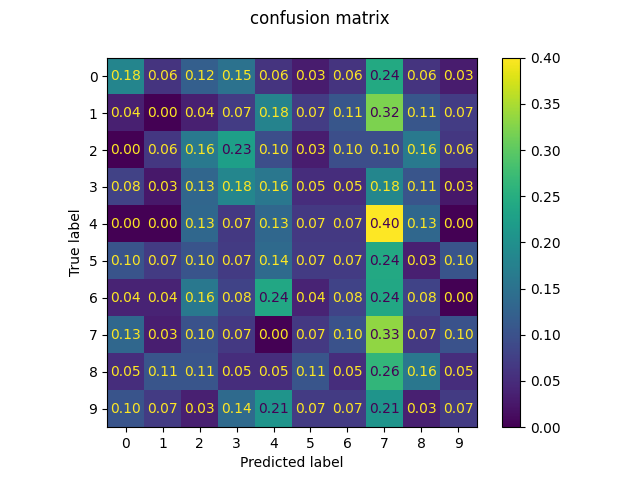 confusion matrix
0 0.18 0.06 0.12 0.15 0.06 0.03 0.06 0.24 0.06 0.03 0.40
1 0.04 0.00 0.04 0.07 0.18 0.07 0.11 0.32 0.11 0.07 0.35
2 0.00 0.06 0.16 0.23 0.10 0.03 0.10 0.10 0.16 0.06 0.30
3 0.08 0.03 0.13 0.18 0.16 0.05 0.05 0.18 0.11 0.03 0.25
4 0.00 0.00 0.13 0.07 0.13 0.07 0.07 0.40 0.13 0.00 0.20
5 0.10 0.07 0.10 0.07 0.14 0.07 0.07 0.24 0.03 0.10 0.15
6 0.04 0.04 0.16 0.08 0.24 0.04 0.08 0.24 0.08 0.00 0.10
7 0.13 0.03 0.10 0.07 0.00 0.07 0.10 0.33 0.07 0.10
8 0.05 0.11 0.11 0.05 0.05 0.11 0.05 0.26 0.16 0.05 0.05
9 0.10 0.07 0.03 0.14 0.21 0.07 0.07 0.21 0.03 0.07 0.00
0 1 2 3 4 5 6 7 8 9
Predicted label
True label